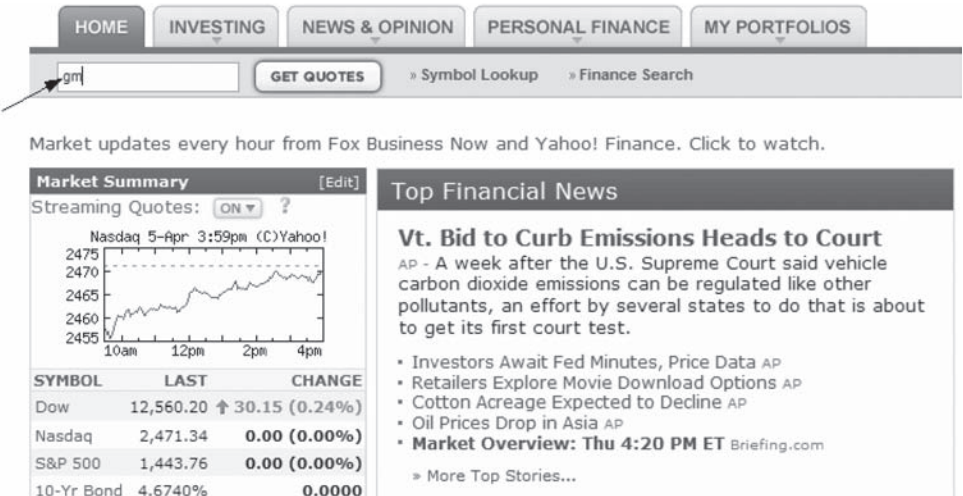 HOME INVESTING NEWS & OPINION PERSONAL FINANCE MY PORTFOLIOS
gm GET QUOTES » Symbol Lookup » Finance Search
Market updates every hour from Fox Business Now and Yahoo! Finance. Click to watch.
Market Summary [Edit]
Streaming Quotes: ON ▾ ?
Nasdaq 5-Apr 3:59pm (C)Yahoo!
2475
2470
2465
2460
2455
10am 12pm 2pm 4pm
SYMBOL LAST CHANGE
Dow 12,560.20 ↑ 30.15 (0.24%)
Nasdaq 2,471.34 0.00 (0.00%)
S&P 500 1,443.76 0.00 (0.00%)
10-Yr Bond 4.6740% 0.0000
Top Financial News
Vt. Bid to Curb Emissions Heads to Court
AP - A week after the U.S. Supreme Court said vehicle
carbon dioxide emissions can be regulated like other
pollutants, an effort by several states to do that is about
to get its first court test.
▪ Investors Await Fed Minutes, Price Data AP
▪ Retailers Explore Movie Download Options AP
▪ Cotton Acreage Expected to Decline AP
▪ Oil Prices Drop in Asia AP
▪ Market Overview: Thu 4:20 PM ET Briefing.com
» More Top Stories...